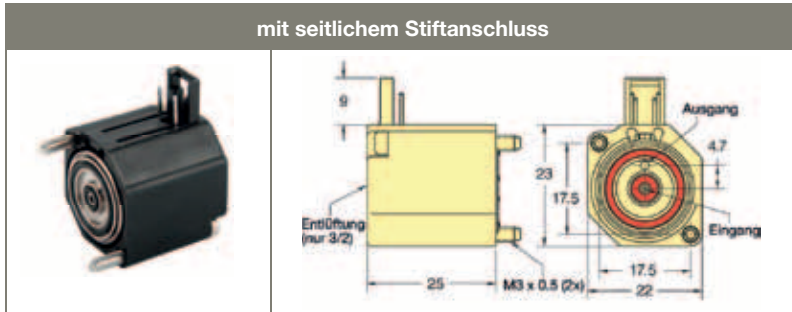 mit seitlichem Stiftanschluss
9
Ausgang
4.7
23
17.5
Entlüftung
(nur 3/2)
Eingang
25
M3 x 0.5 (2x)
17.5
22